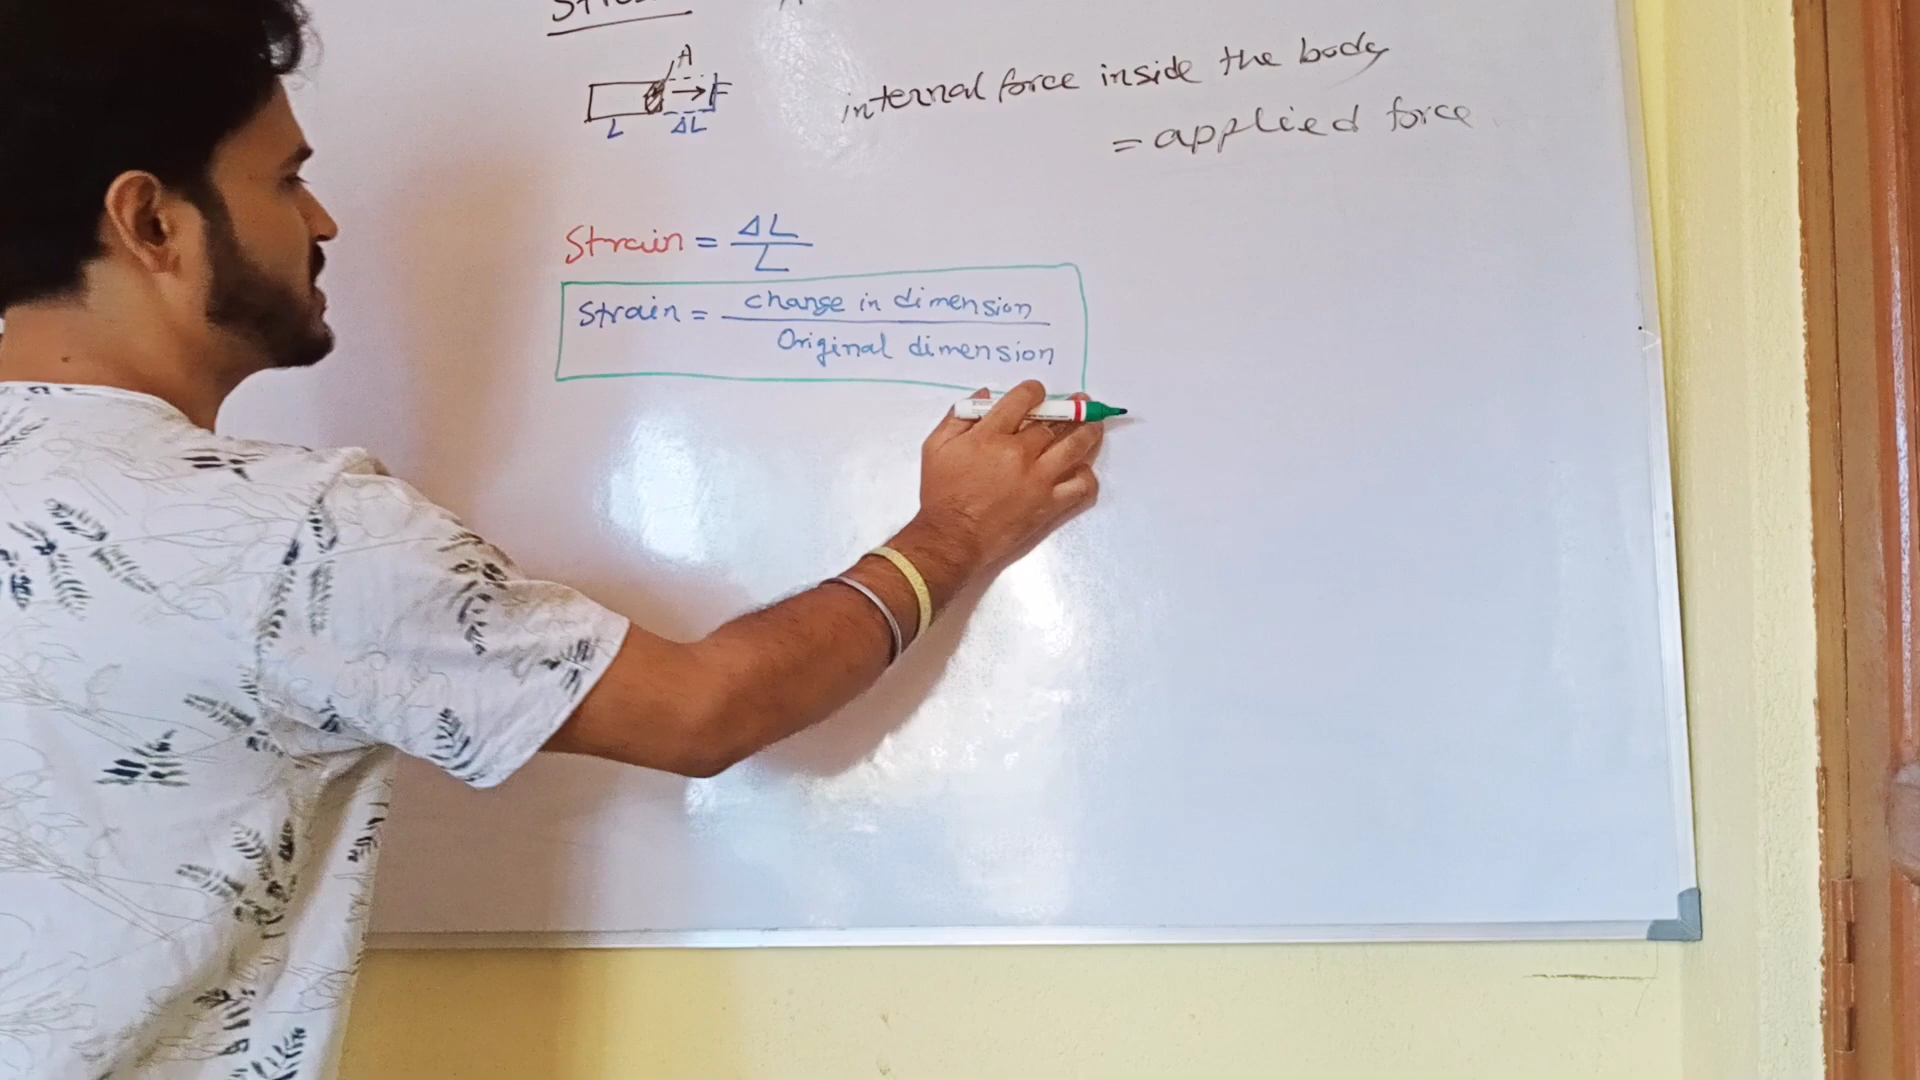 A
F
L ΔL
internal force inside the body
= applied force
Strain = ΔL/L
Strain = change in dimension
Original dimension